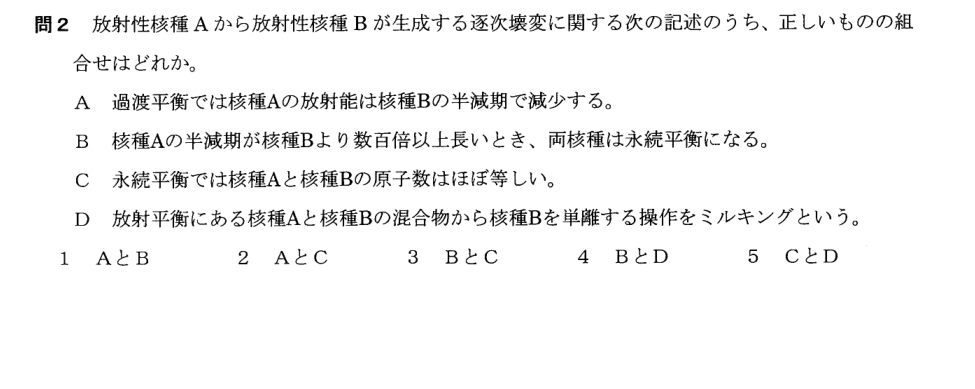 問2 放射性核種 A から放射性核種 B が生成する逐次壊変に関する次の記述のうち、正しいものの組
合せはどれか。
A 過渡平衡では核種Aの放射能は核種Bの半減期で減少する。
B 核種Aの半減期が核種Bより数百倍以上長いとき、両核種は永続平衡になる。
C 永続平衡では核種Aと核種Bの原子数はほぼ等しい。
D 放射平衡にある核種Aと核種Bの混合物から核種Bを単離する操作をミルキングという。
1 AとB 2 AとC 3 BとC 4 BとD 5 CとD